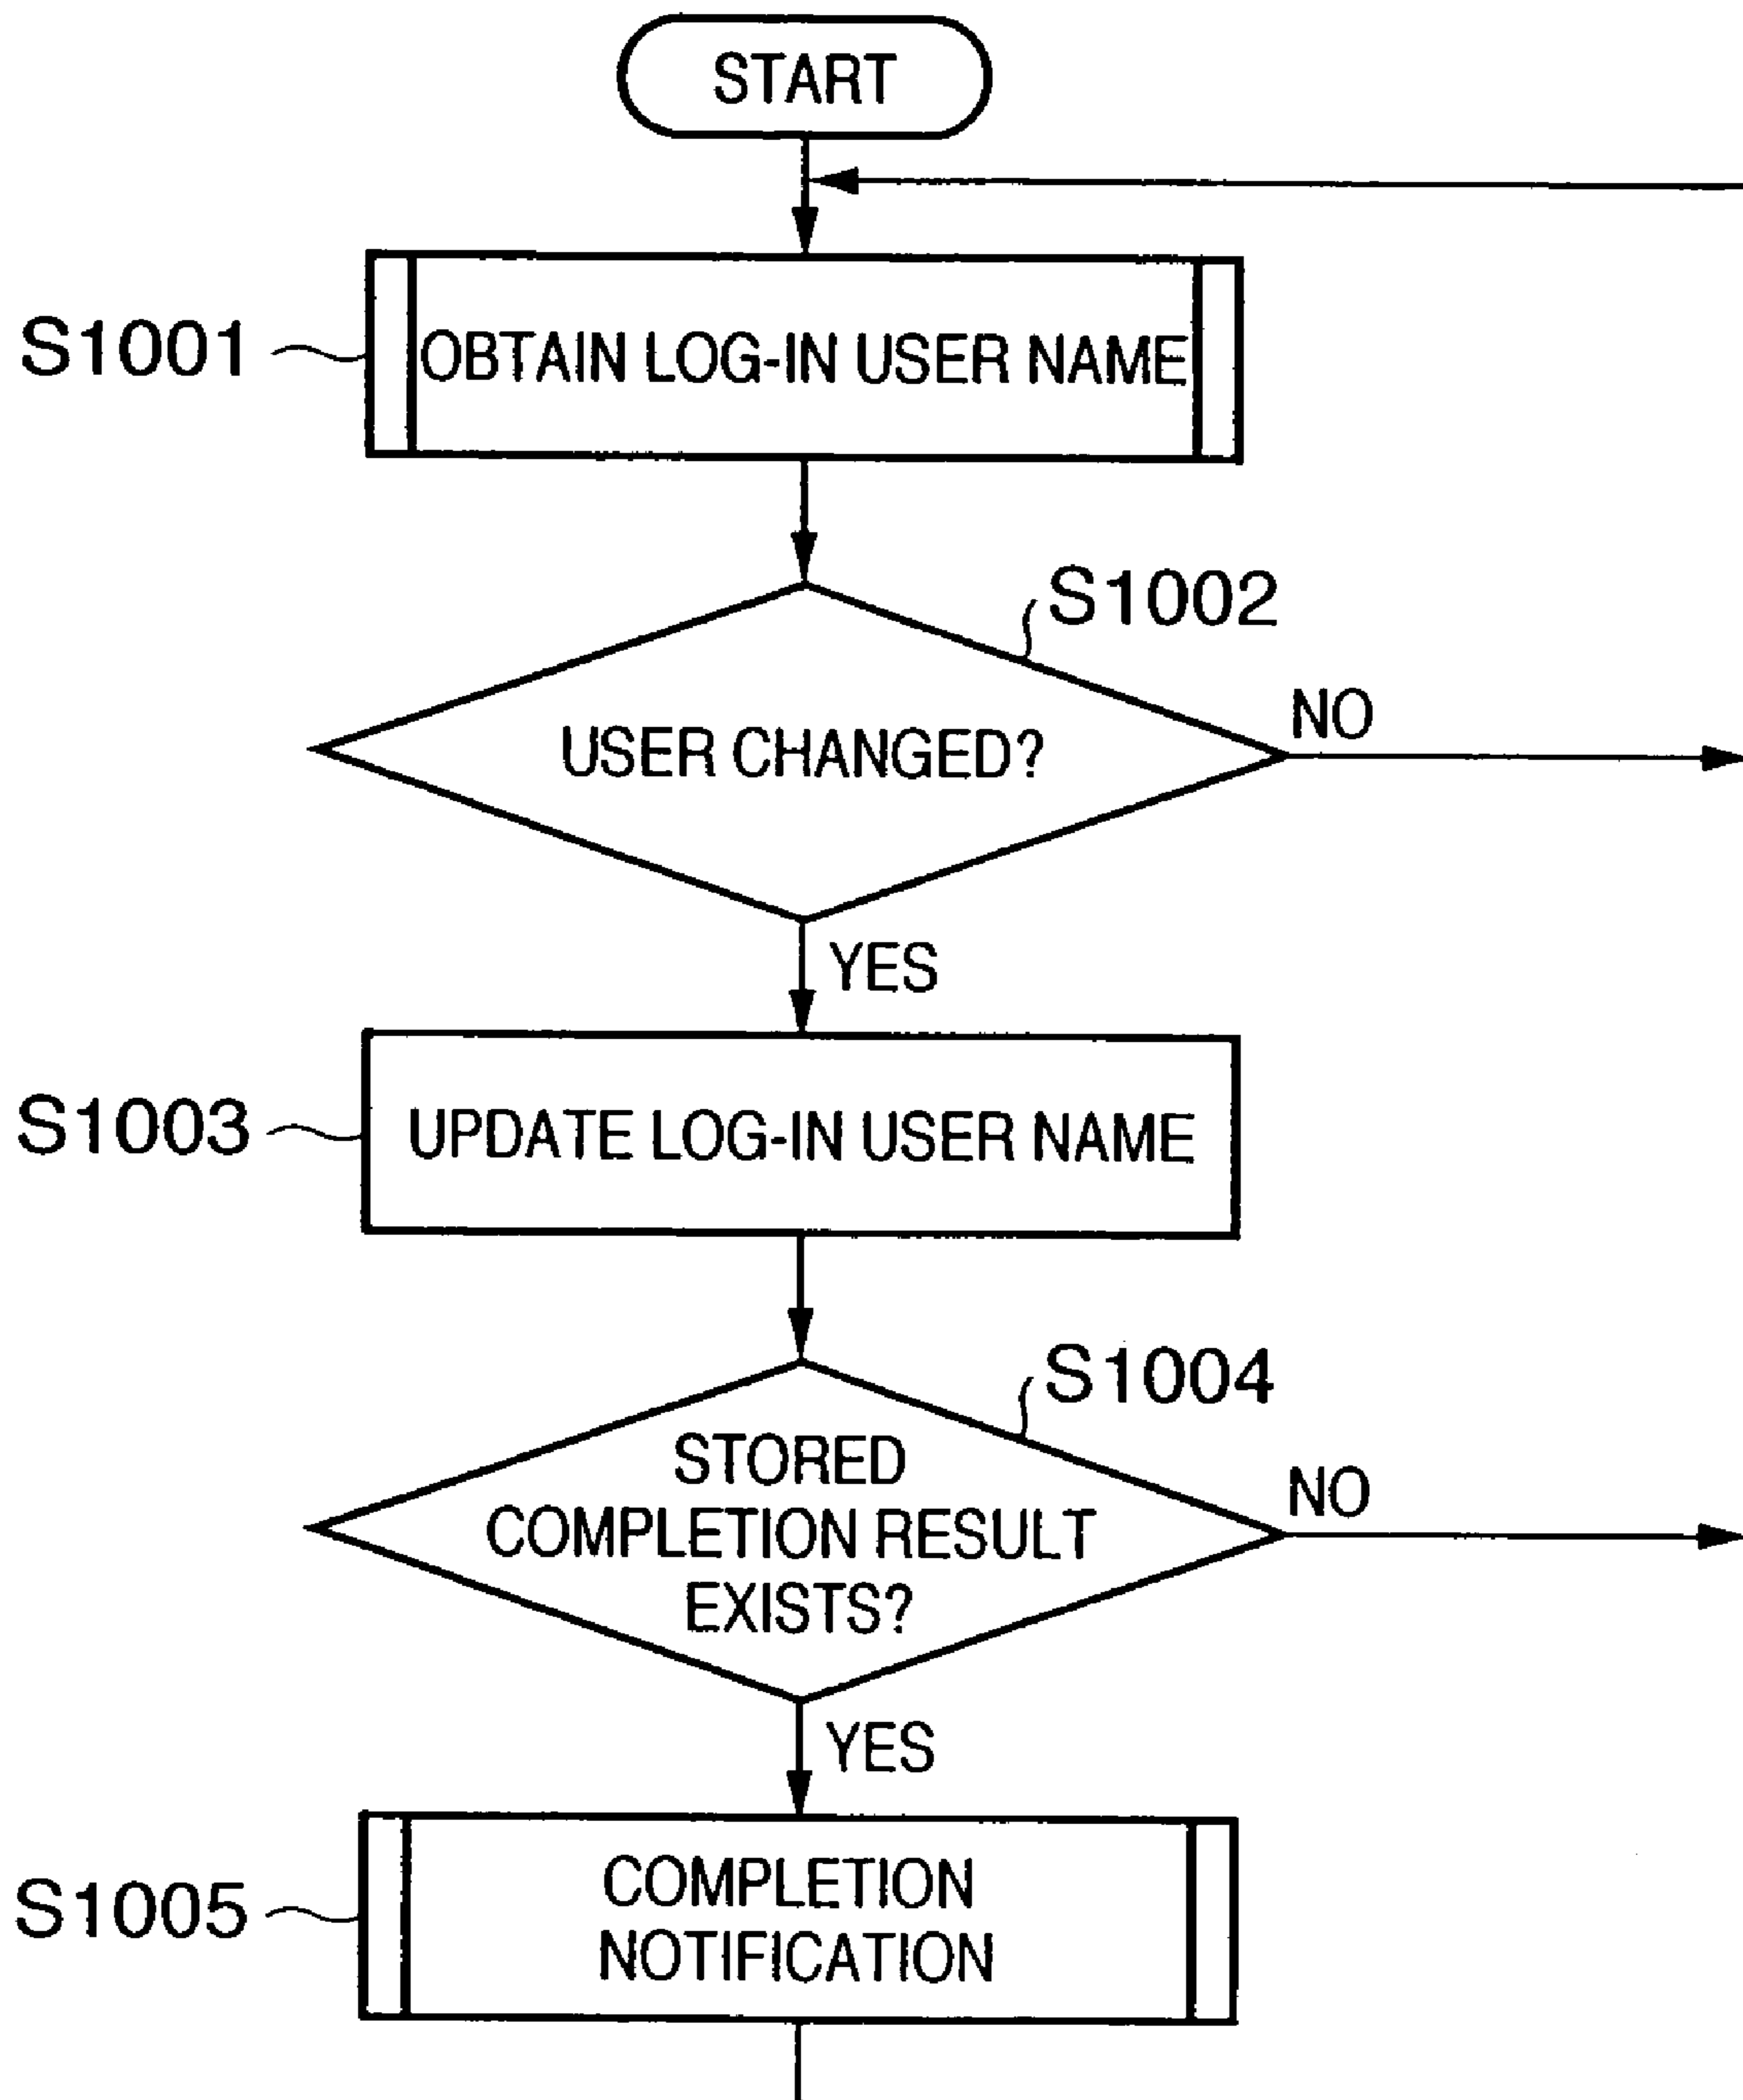 START
S1001
OBTAIN LOG-IN USER NAME
S1002
USER CHANGED?
NO
YES
S1003
UPDATE LOG-IN USER NAME
S1004
STORED
COMPLETION RESULT
EXISTS?
NO
YES
S1005
COMPLETION
NOTIFICATION